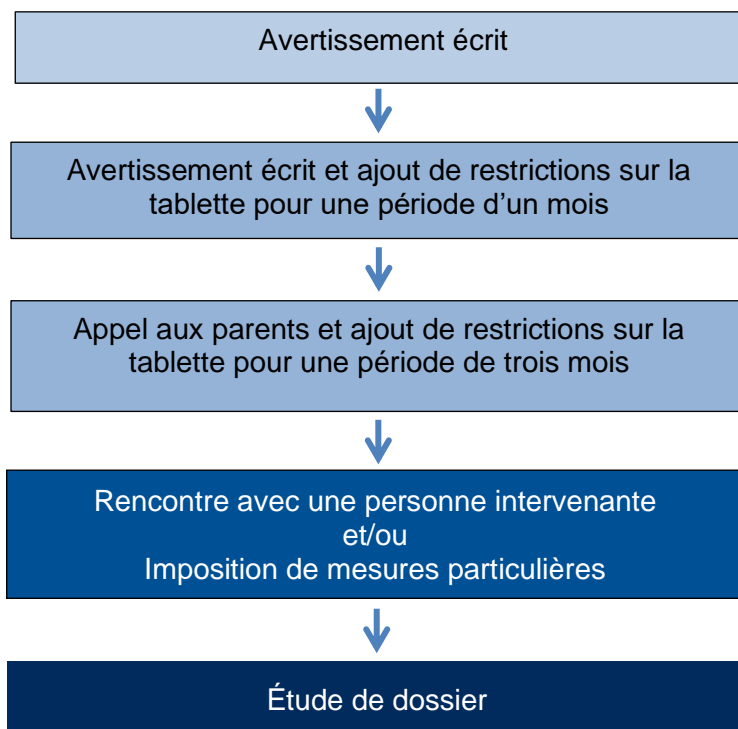 Avertissement écrit
Avertissement écrit et ajout de restrictions sur la
tablette pour une période d’un mois
Appel aux parents et ajout de restrictions sur la
tablette pour une période de trois mois
Rencontre avec une personne intervenante
et/ou
Imposition de mesures particulières
Étude de dossier